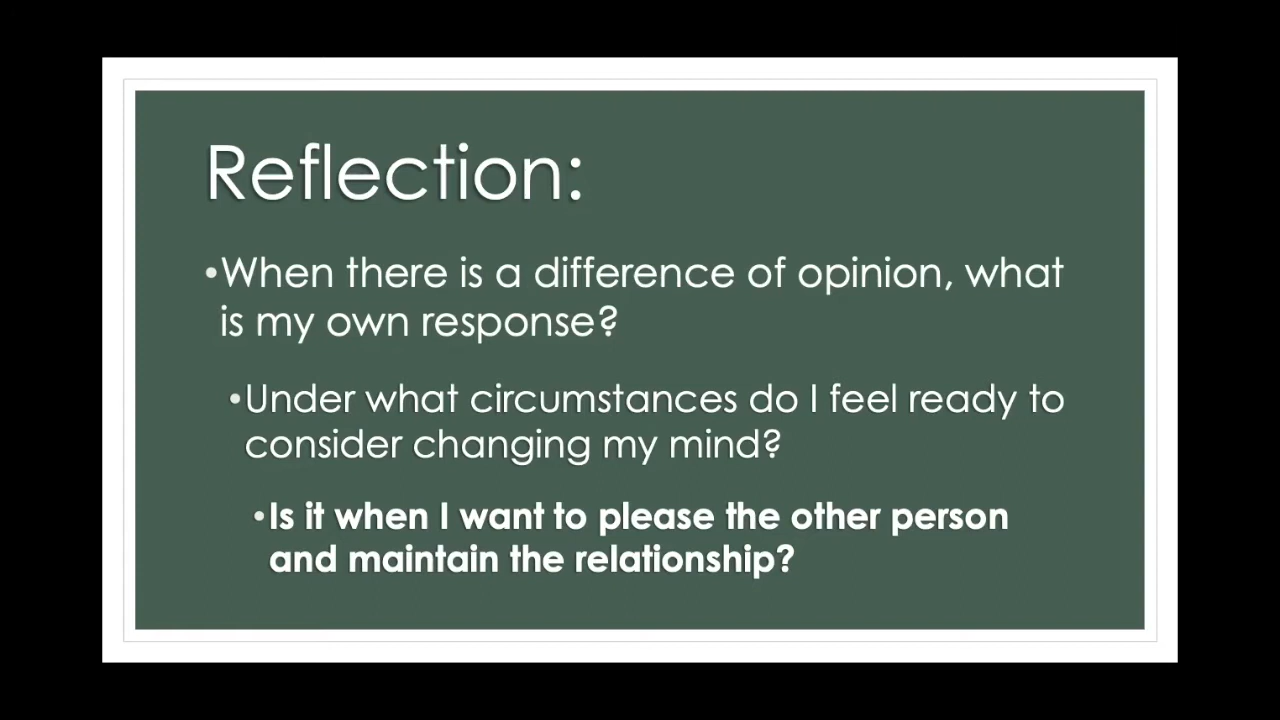 Reflection:
•When there is a difference of opinion, what
is my own response?
•Under what circumstances do I feel ready to
consider changing my mind?
•Is it when I want to please the other person
and maintain the relationship?